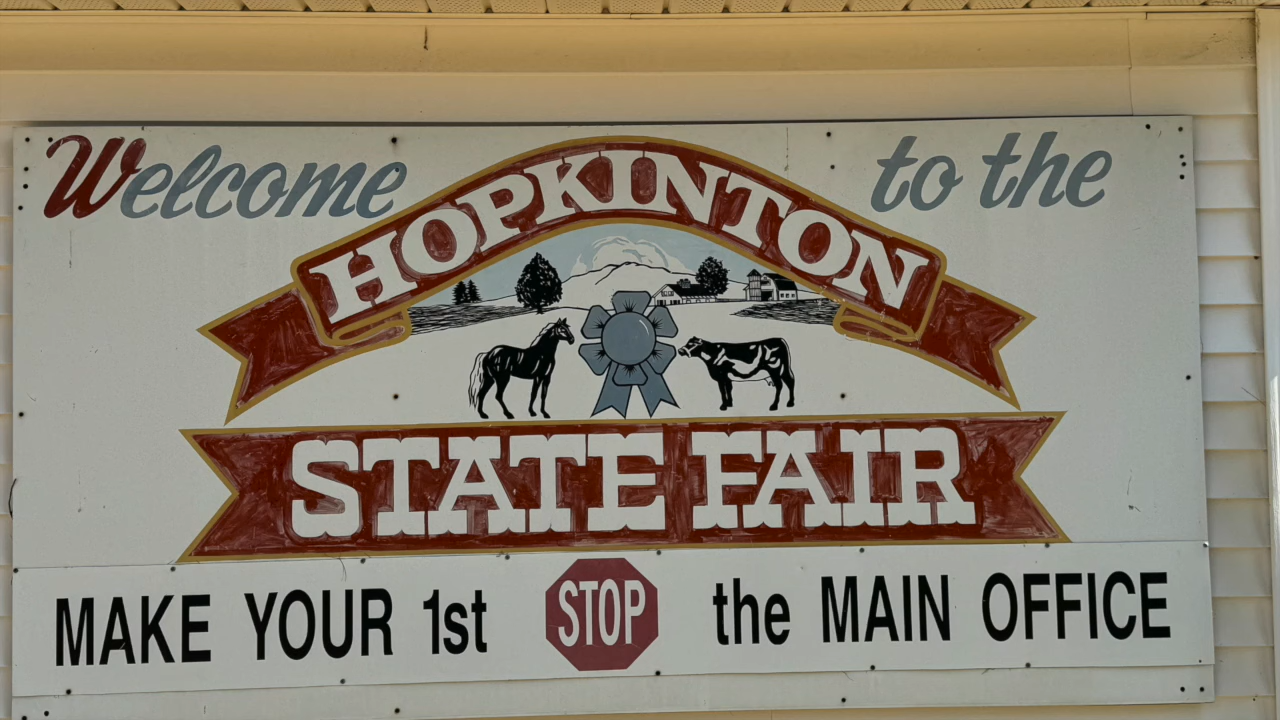 Welcome to the
HOPKINTON
STATE FAIR
MAKE YOUR 1st STOP the MAIN OFFICE